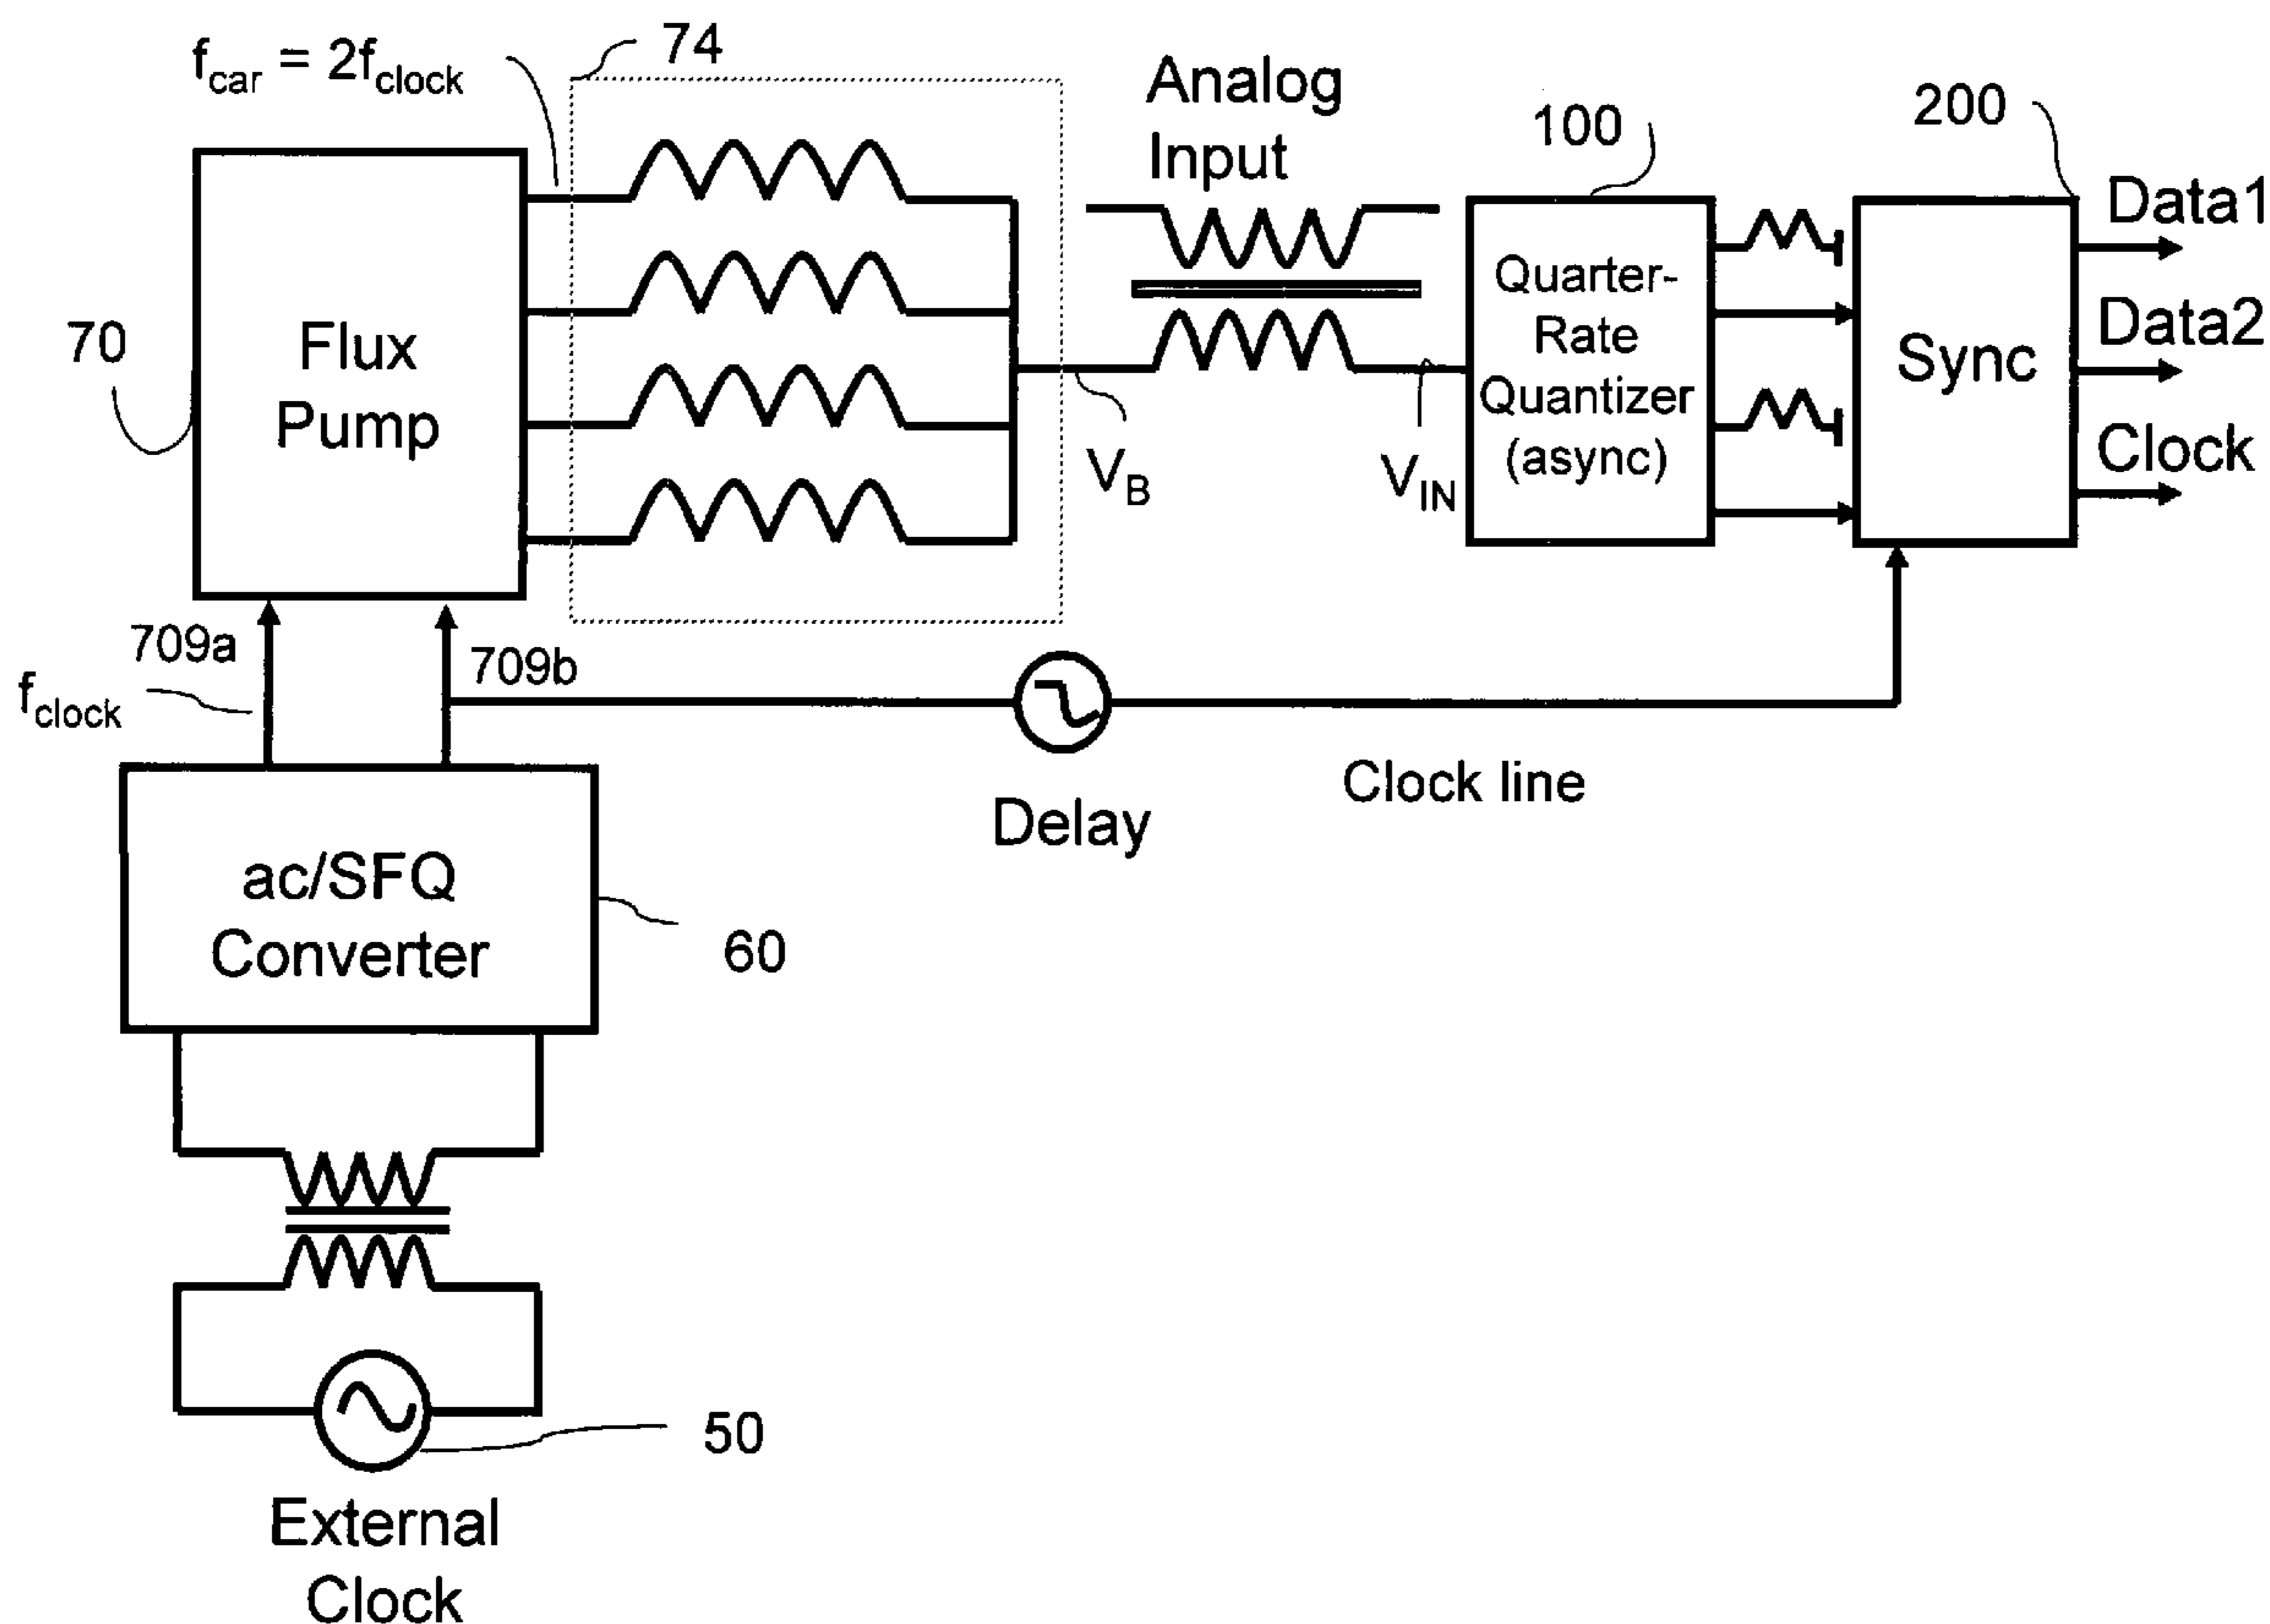 f_car = 2f_clock
74
Analog
Input
100
200
Data1
Data2
Clock
70
Flux
Pump
Quarter-
Rate
Quantizer
(async)
Sync
V_B
V_IN
709a
709b
f_clock
Delay
Clock line
ac/SFQ
Converter
60
50
External
Clock